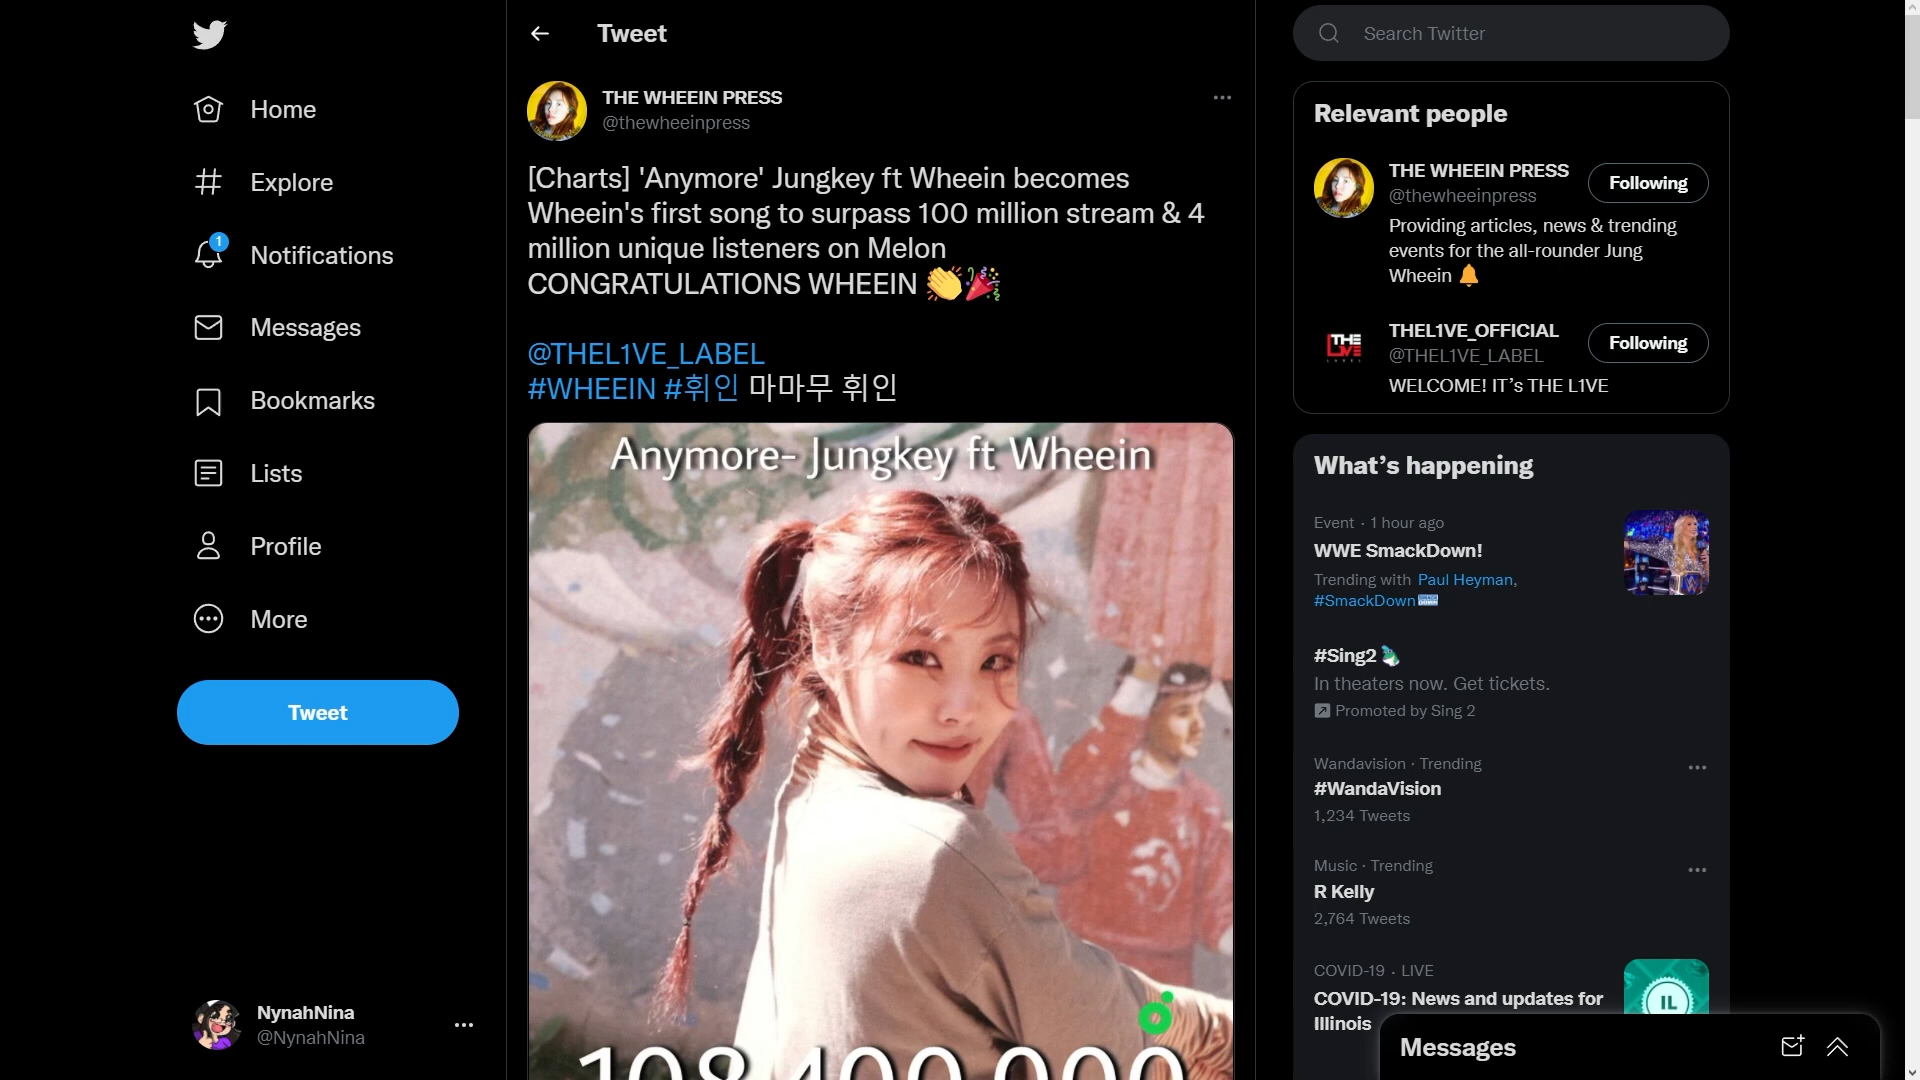 Home
Explore
1
Notifications
Messages
Bookmarks
Lists
Profile
More
Tweet
NynahNina
@NynahNina
Tweet
THE WHEEIN PRESS
@thewheeinpress
[Charts] 'Anymore' Jungkey ft Wheein becomes
Wheein's first song to surpass 100 million stream & 4
million unique listeners on Melon
CONGRATULATIONS WHEEIN 👏🎉
@THEL1VE_LABEL
#WHEEIN #휘인 마마무 휘인
Anymore- Jungkey ft Wheein
108,400,000
Search Twitter
Relevant people
THE WHEEIN PRESS
@thewheeinpress
Following
Providing articles, news & trending
events for the all-rounder Jung
Wheein 🔔
THE L1VE
THEL1VE_OFFICIAL
@THEL1VE_LABEL
Following
WELCOME! IT’s THE L1VE
What’s happening
Event · 1 hour ago
WWE SmackDown!
Trending with Paul Heyman,
#SmackDown
#Sing2
In theaters now. Get tickets.
Promoted by Sing 2
Wandavision · Trending
#WandaVision
1,234 Tweets
Music · Trending
R Kelly
2,764 Tweets
COVID-19 · LIVE
COVID-19: News and updates for
Illinois
IL
Messages